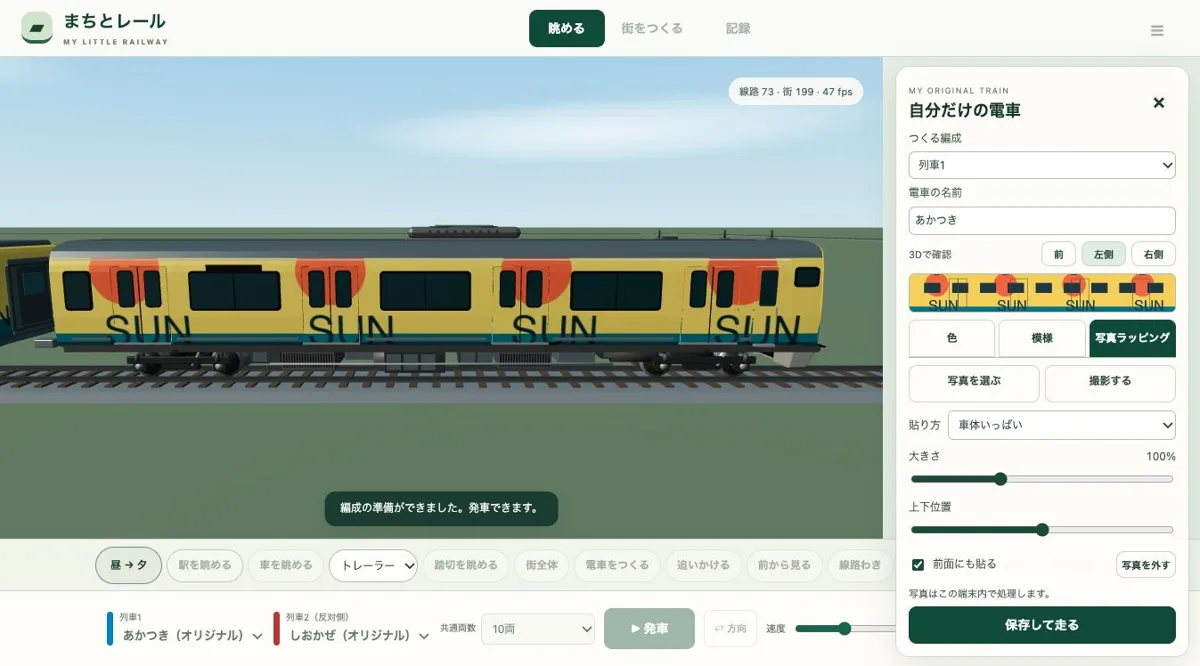 まちとレール
MY LITTLE RAILWAY
眺める
街をつくる
記録
線路 73 · 街 199 · 47 fps
SUN SUN SUN SUN
編成の準備ができました。発車できます。
MY ORIGINAL TRAIN
自分だけの電車
つくる編成
列車1
電車の名前
あかつき
3Dで確認
前
左側
右側
SUN SUN SUN SUN
色
模様
写真ラッピング
写真を選ぶ
撮影する
貼り方
車体いっぱい
大きさ
100%
上下位置
前面にも貼る
写真を外す
写真はこの端末内で処理します。
保存して走る
昼→夕
駅を眺める
車を眺める
トレーラー
踏切を眺める
街全体
電車をつくる
追いかける
前から見る
線路わき
列車1
あかつき（オリジナル）
列車2（反対側）
しおかぜ（オリジナル）
共通両数
10両
▶ 発車
⇄ 方向
速度